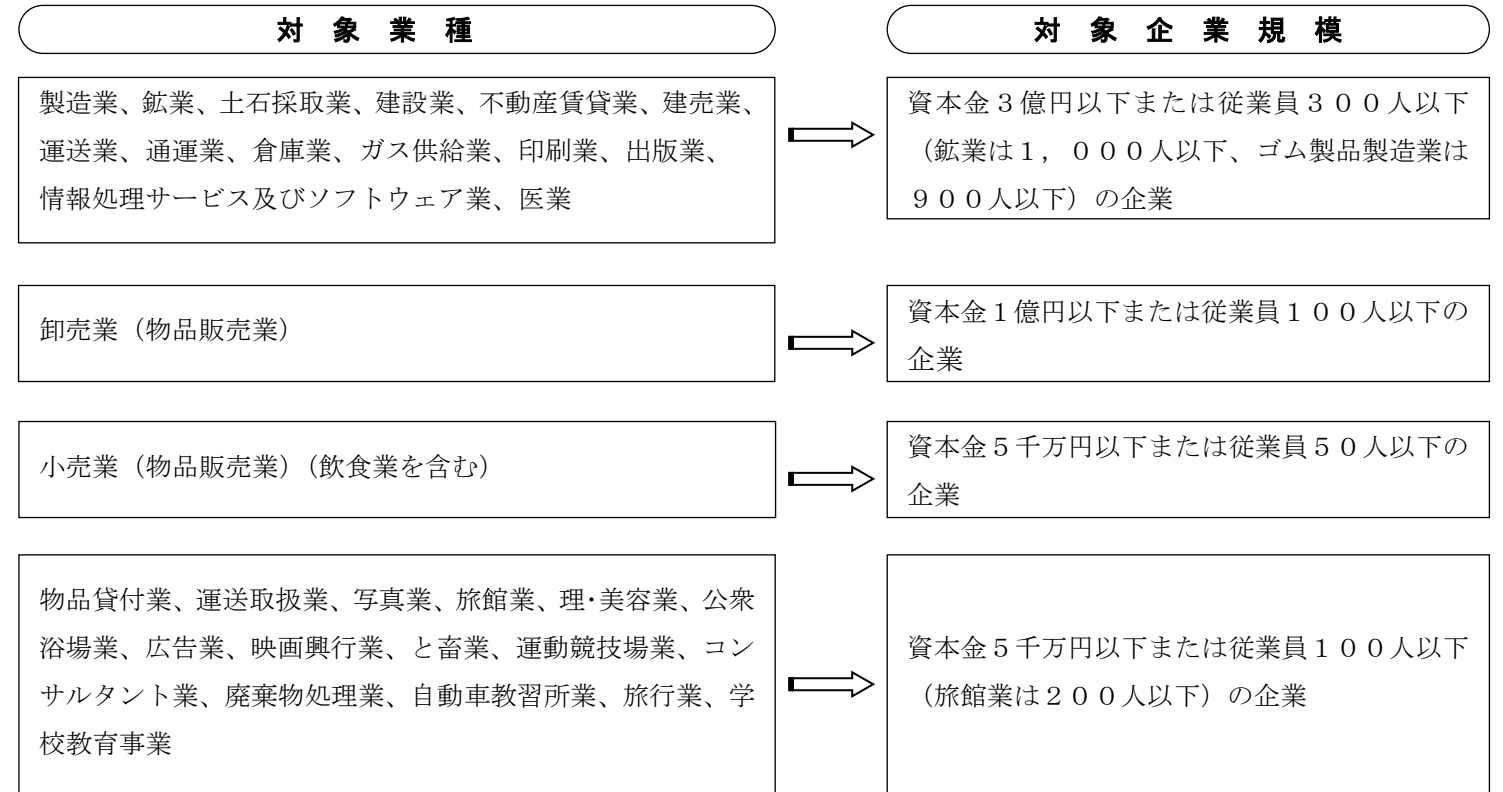 対象業種
対象企業規模
製造業、鉱業、土石採取業、建設業、不動産賃貸業、建売業、
運送業、通運業、倉庫業、ガス供給業、印刷業、出版業、
情報処理サービス及びソフトウェア業、医業
資本金３億円以下または従業員３００人以下
（鉱業は１，０００人以下、ゴム製品製造業は
９００人以下）の企業
卸売業（物品販売業）
資本金１億円以下または従業員１００人以下の
企業
小売業（物品販売業）（飲食業を含む）
資本金５千万円以下または従業員５０人以下の
企業
物品貸付業、運送取扱業、写真業、旅館業、理・美容業、公衆
浴場業、広告業、映画興行業、と畜業、運動競技場業、コン
サルタント業、廃棄物処理業、自動車教習所業、旅行業、学
校教育事業
資本金５千万円以下または従業員１００人以下
（旅館業は２００人以下）の企業